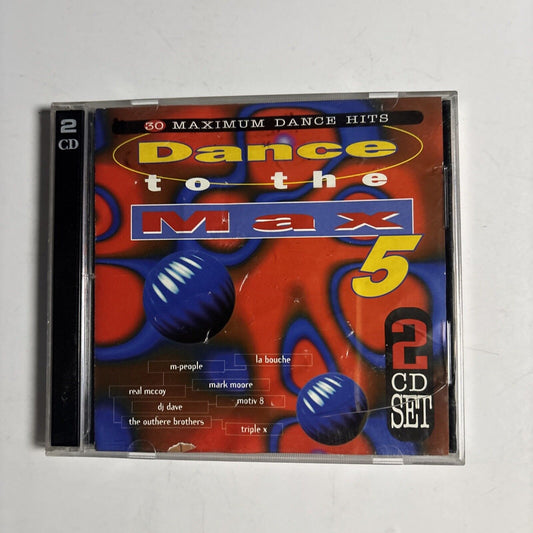 2
CD
30 MAXIMUM DANCE HITS
Dance
to the
Max
5
m-people
la bouche
real mccoy
mark moore
dj dave
motiv 8
the outhere brothers
triple x
2
CD
SET